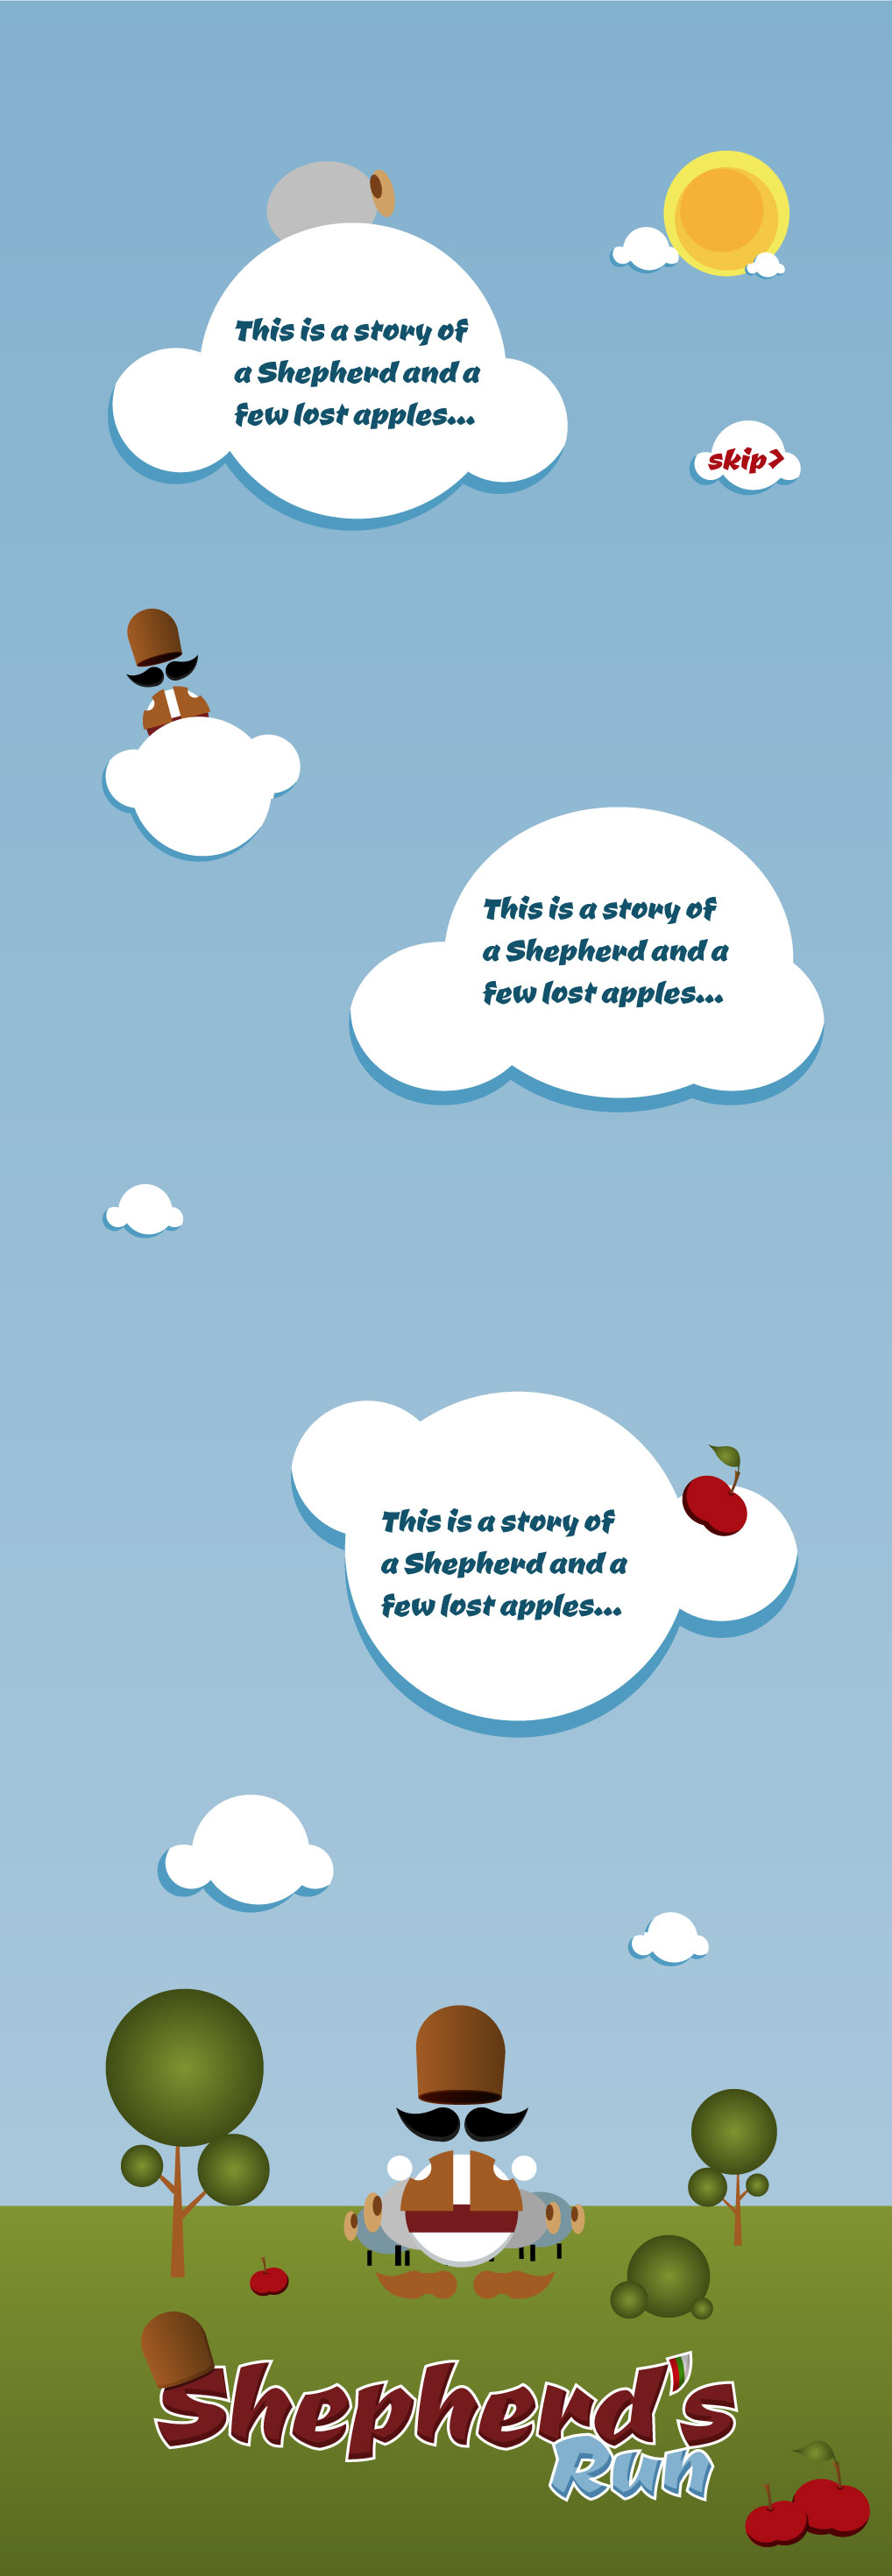 This is a story of
a Shepherd and a
few lost apples...
skip>
This is a story of
a Shepherd and a
few lost apples...
This is a story of
a Shepherd and a
few lost apples...
Shepherd's
Run